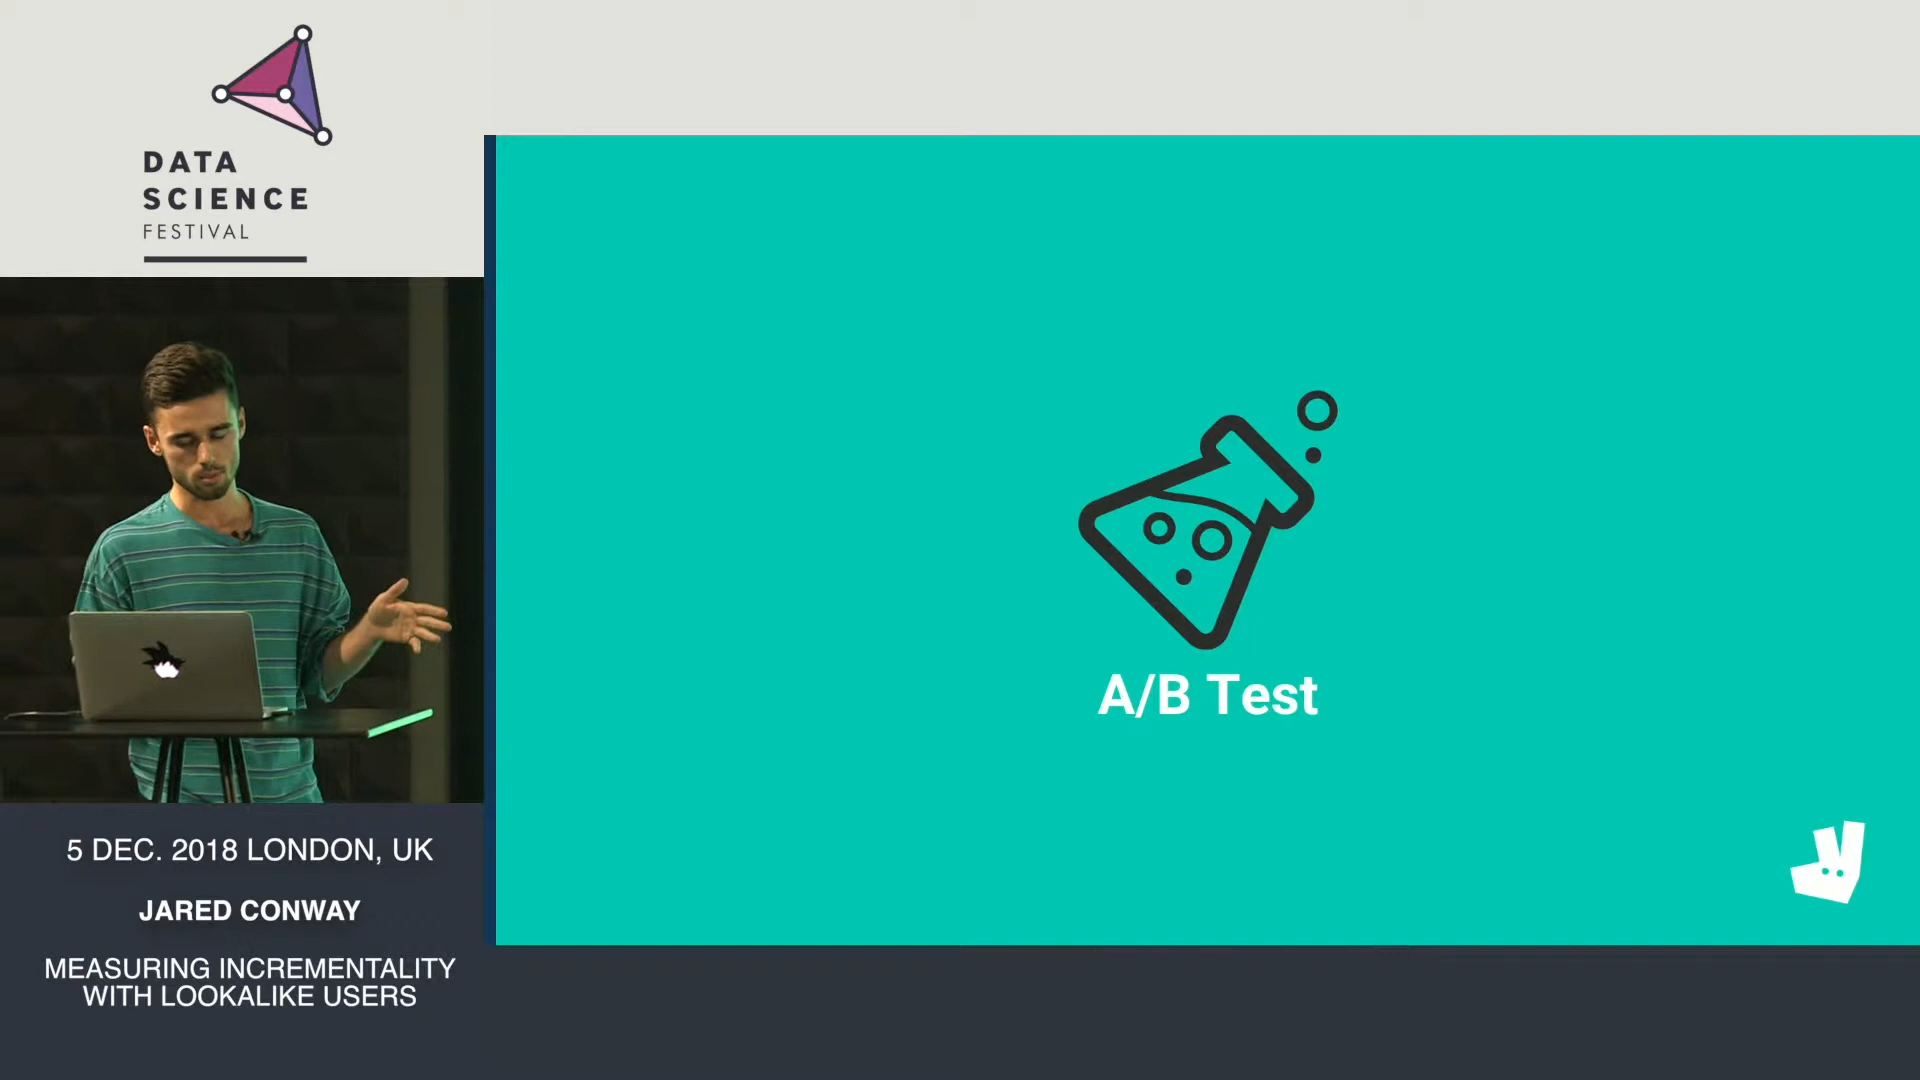 DATA
SCIENCE
FESTIVAL
5 DEC. 2018 LONDON, UK
JARED CONWAY
MEASURING INCREMENTALITY
WITH LOOKALIKE USERS
A/B Test